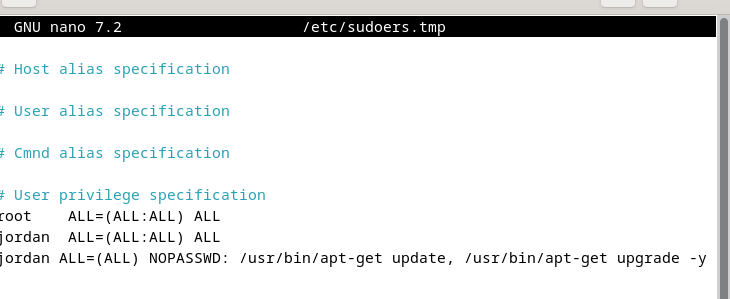 GNU nano 7.2 /etc/sudoers.tmp
# Host alias specification
# User alias specification
# Cmnd alias specification
# User privilege specification
root    ALL=(ALL:ALL) ALL
jordan  ALL=(ALL:ALL) ALL
jordan ALL=(ALL) NOPASSWD: /usr/bin/apt-get update, /usr/bin/apt-get upgrade -y